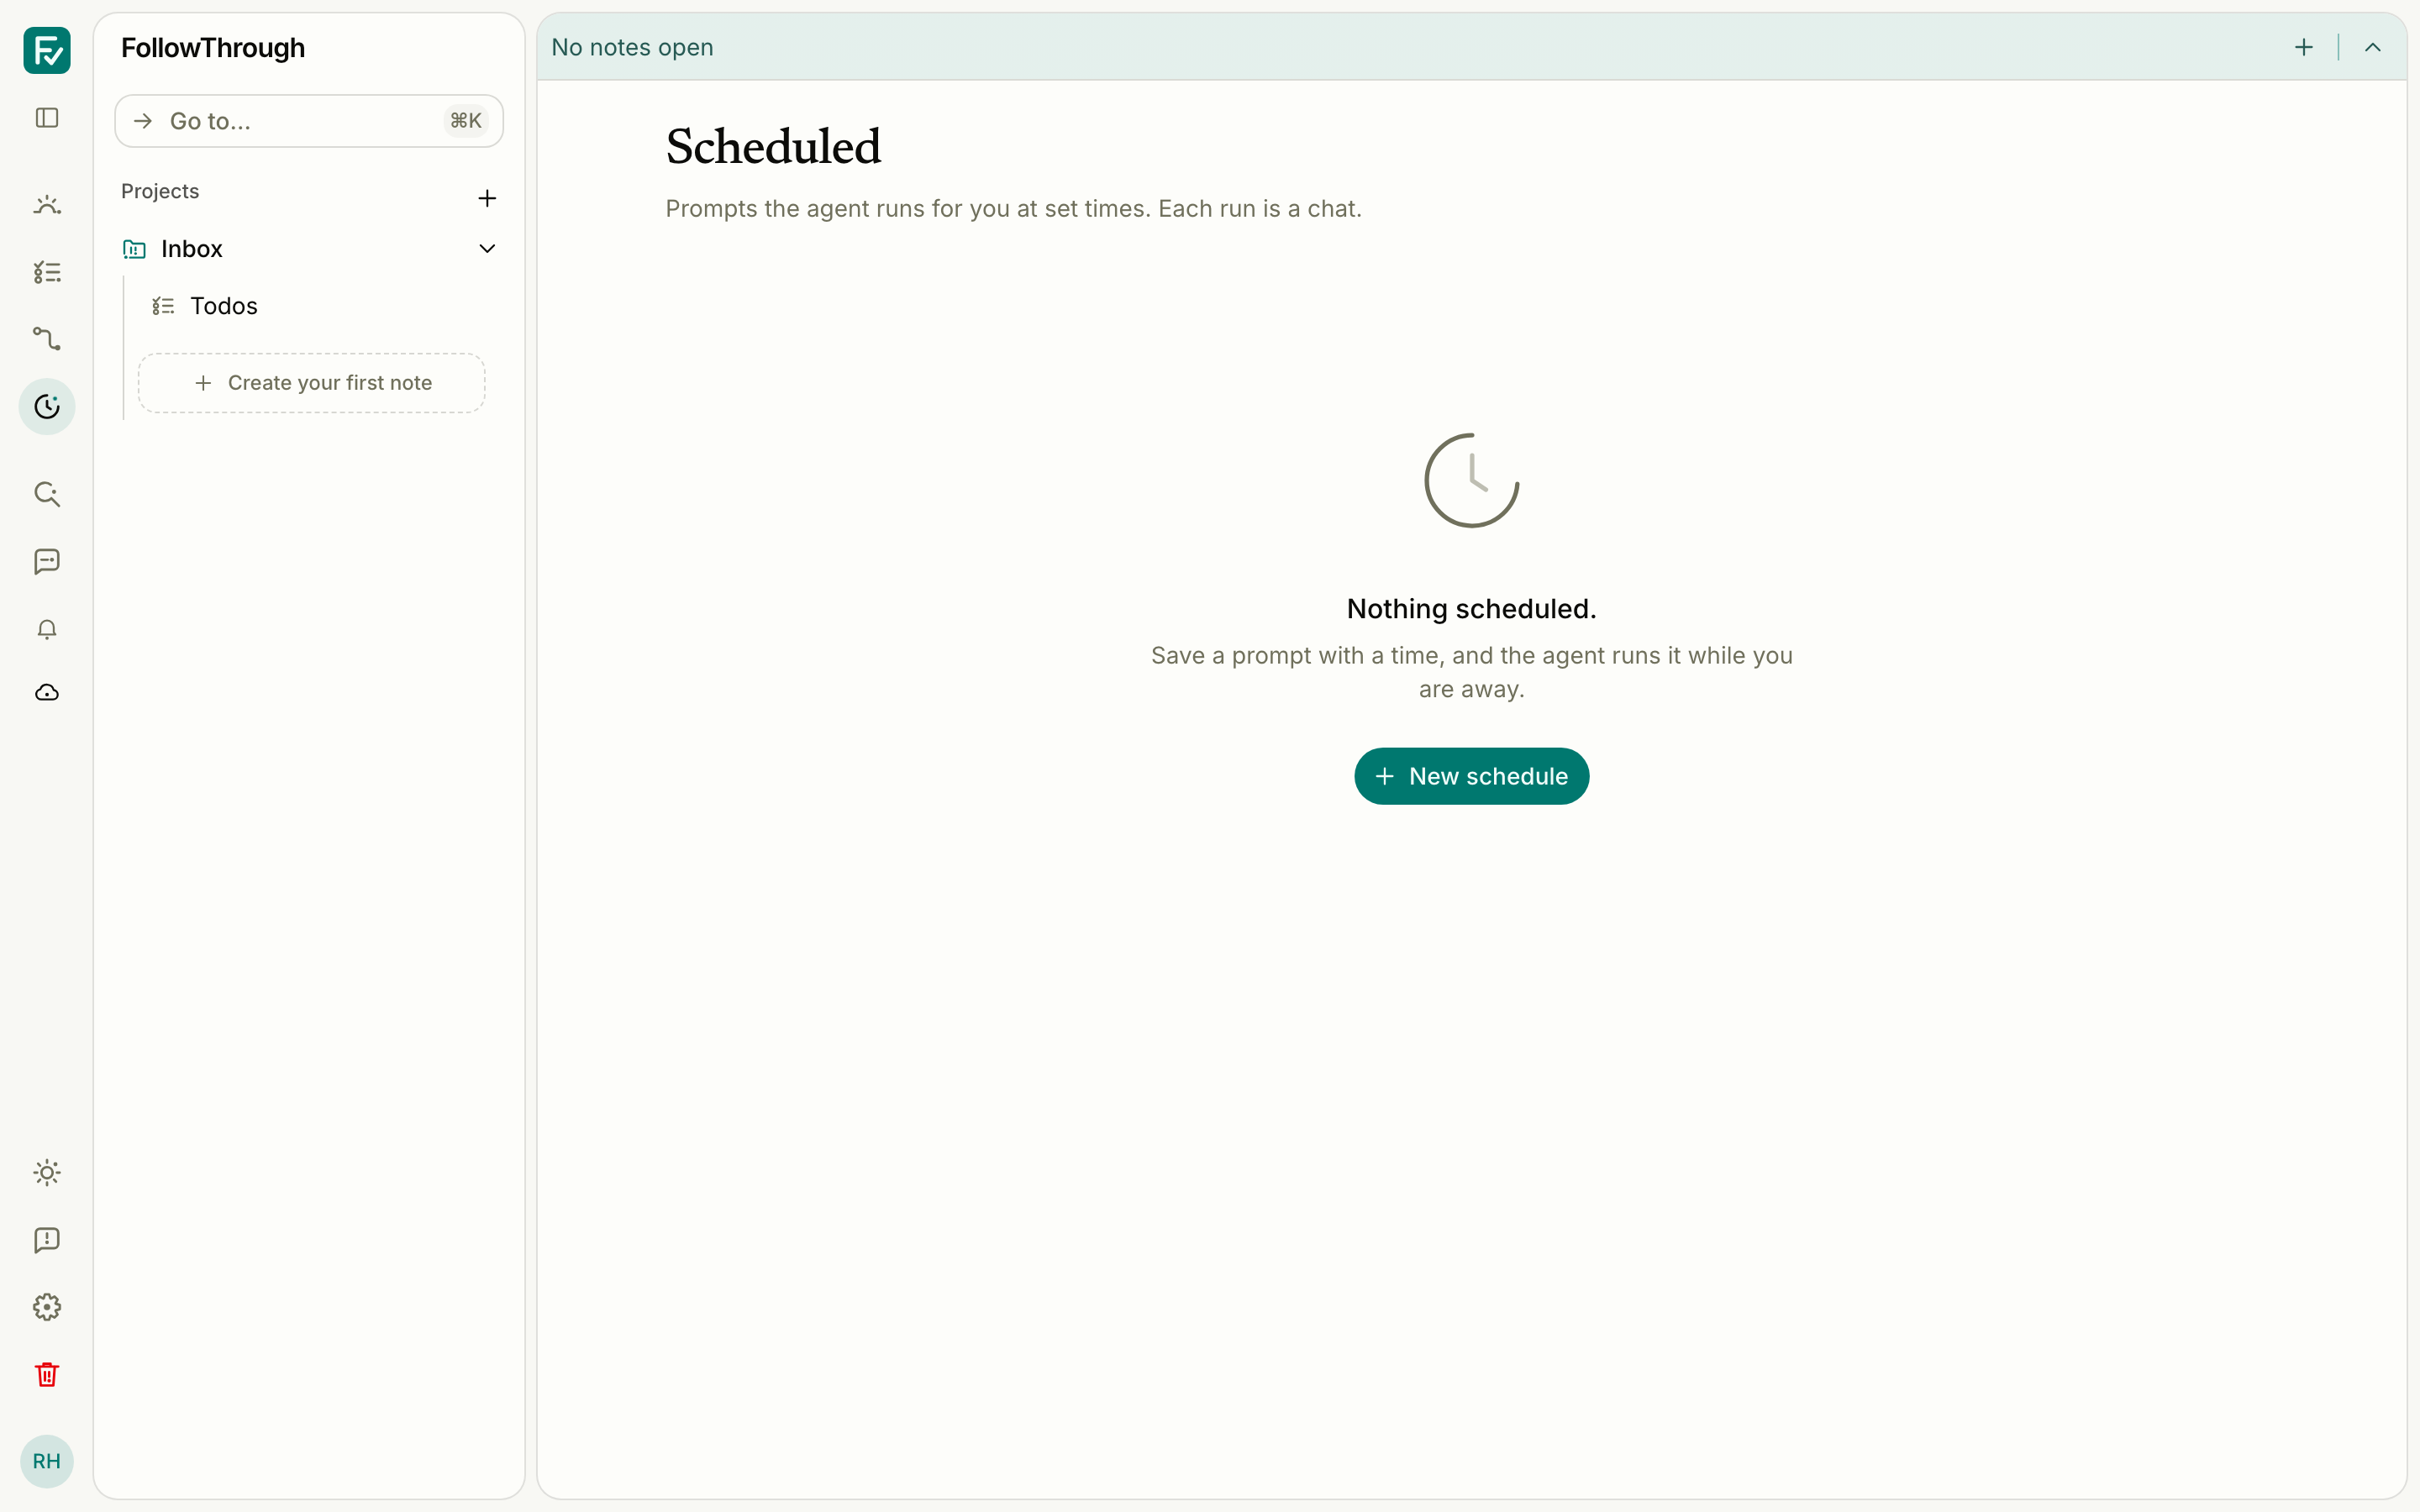 FollowThrough
Go to...
⌘K
Projects
Inbox
Todos
Create your first note
RH
No notes open
Scheduled
Prompts the agent runs for you at set times. Each run is a chat.
Nothing scheduled.
Save a prompt with a time, and the agent runs it while you
are away.
New schedule